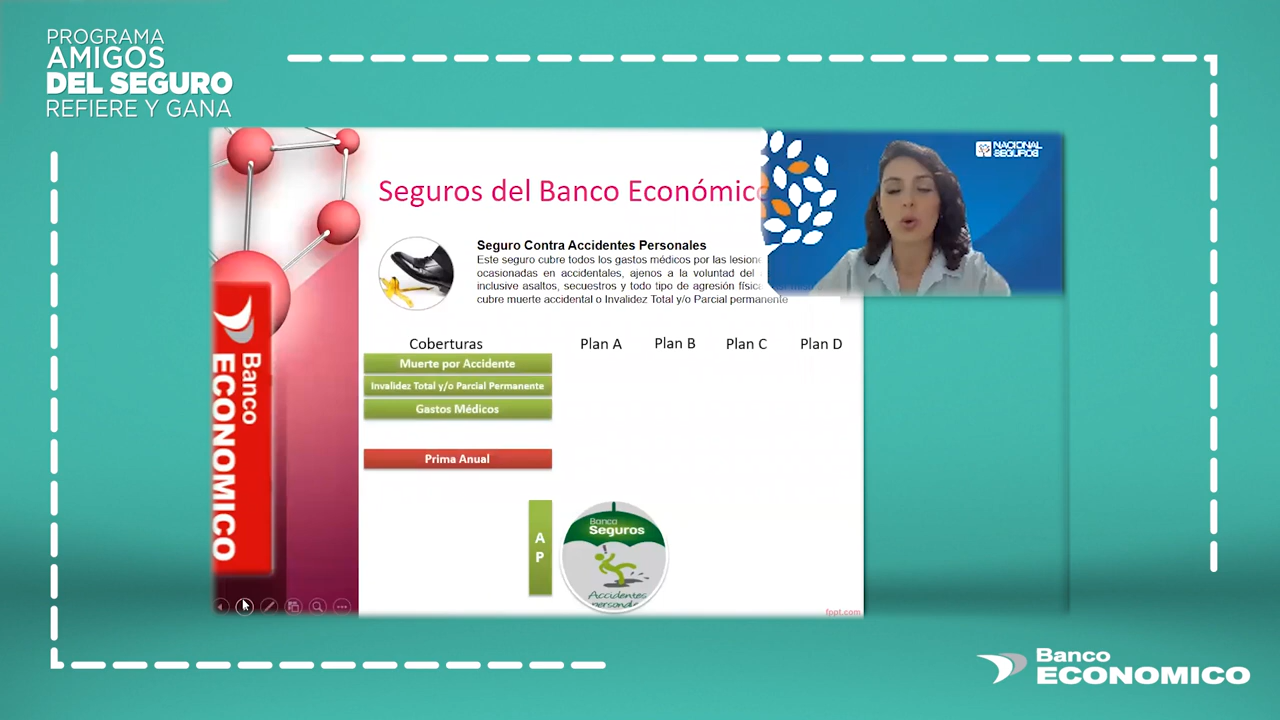 PROGRAMA
AMIGOS
DEL SEGURO
REFIERE Y GANA
NACIONAL
SEGUROS
Seguros del Banco Económico
Seguro Contra Accidentes Personales
Este seguro cubre todos los gastos médicos por las lesione
ocasionadas en accidentales, ajenos a la voluntad del
inclusive asaltos, secuestros y todo tipo de agresión física
cubre muerte accidental o Invalidez Total y/o Parcial permanente
Coberturas Plan A Plan B Plan C Plan D
Muerte por Accidente
Invalidez Total y/o Parcial Permanente
Gastos Médicos
Prima Anual
A
P
Banca
Seguros
Accidentes
personales
Banco
ECONOMICO
fppt.com
Banco
ECONOMICO